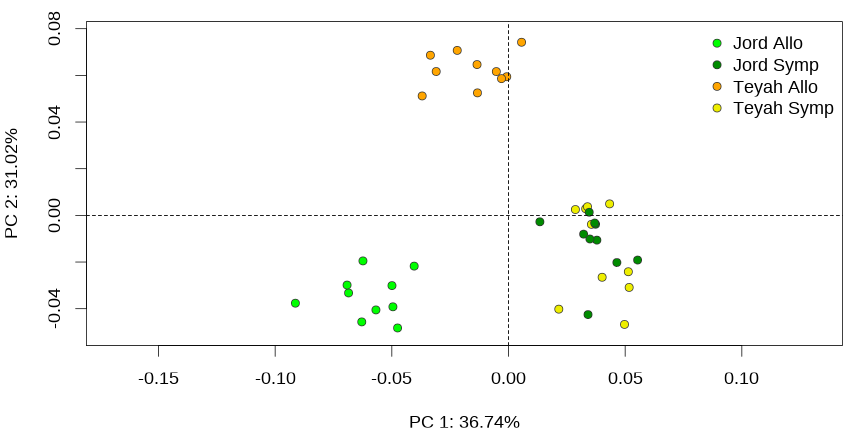 0.08
0.04
0.00
-0.04
PC 2: 31.02%
Jord Allo
Jord Symp
Teyah Allo
Teyah Symp
-0.15 -0.10 -0.05 0.00 0.05 0.10
PC 1: 36.74%